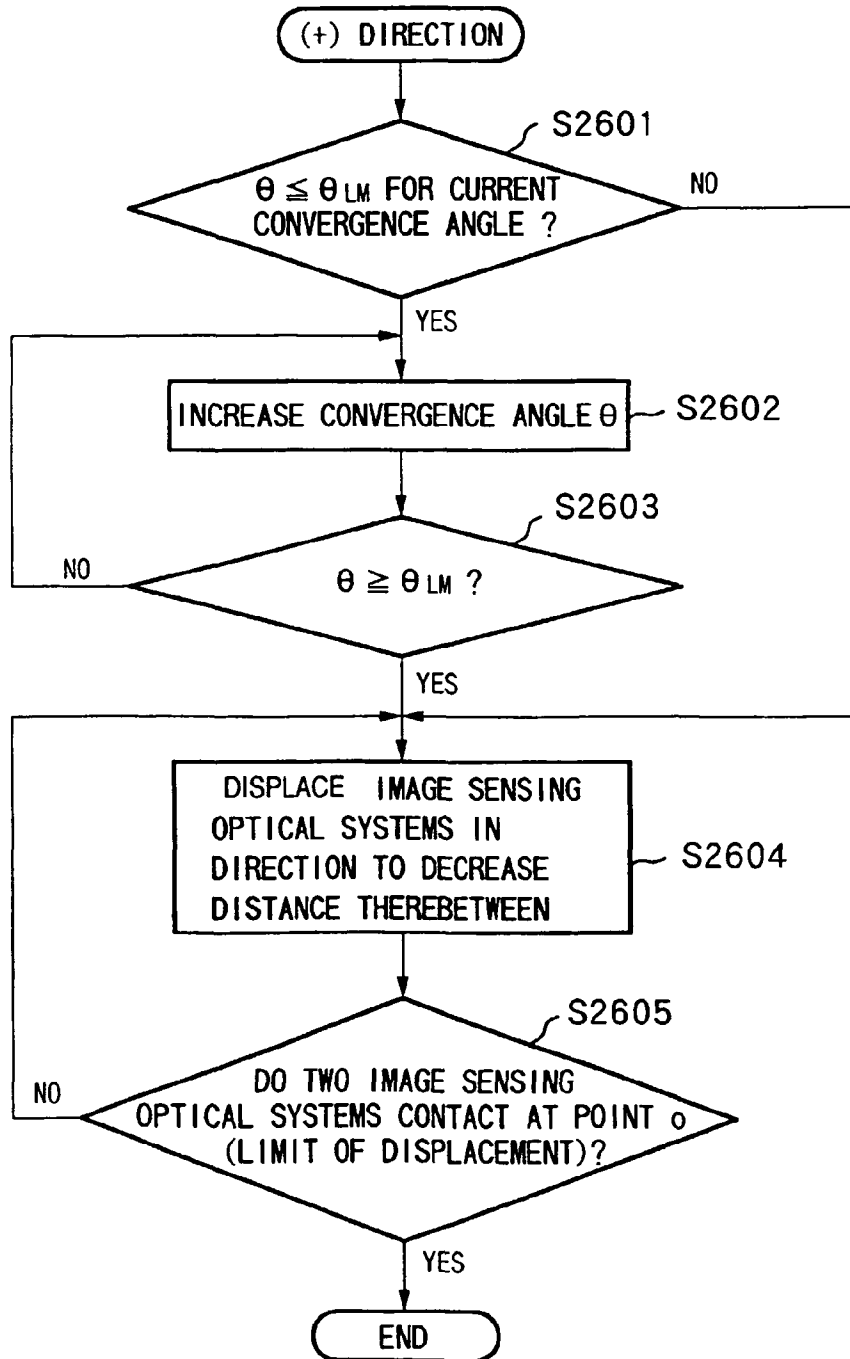 (+) DIRECTION
S2601
θ ≦ θLM FOR CURRENT
CONVERGENCE ANGLE ?
NO
YES
INCREASE CONVERGENCE ANGLE θ
S2602
S2603
θ ≧ θLM ?
NO
YES
DISPLACE IMAGE SENSING
OPTICAL SYSTEMS IN
DIRECTION TO DECREASE
DISTANCE THEREBETWEEN
S2604
S2605
DO TWO IMAGE SENSING
OPTICAL SYSTEMS CONTACT AT POINT o
(LIMIT OF DISPLACEMENT)?
NO
YES
END